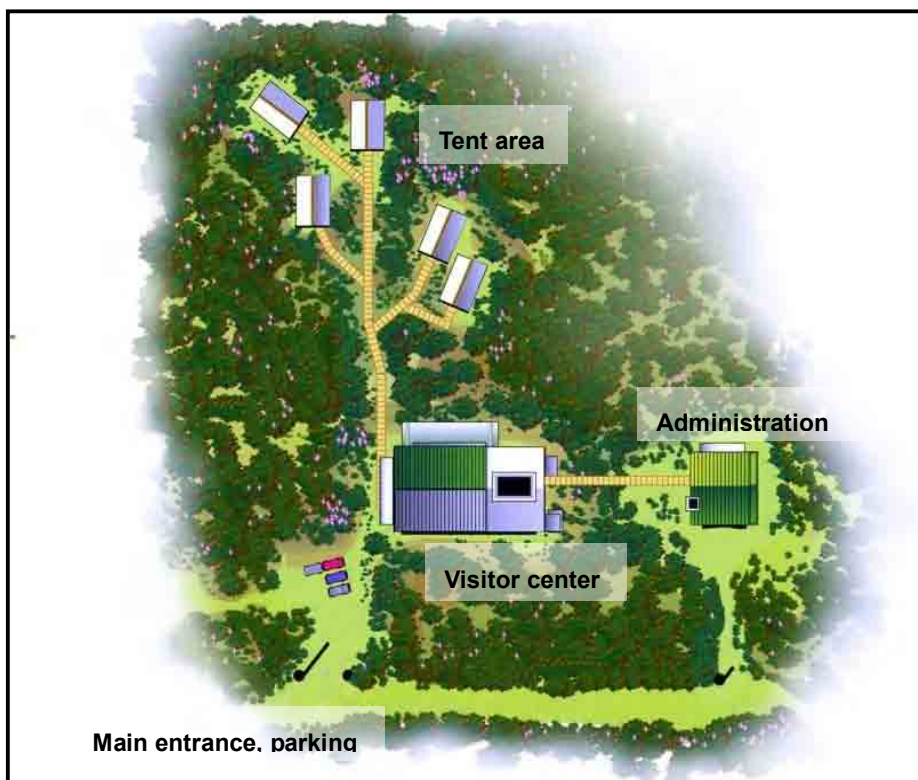 Tent area
Administration
Visitor center
Main entrance, parking